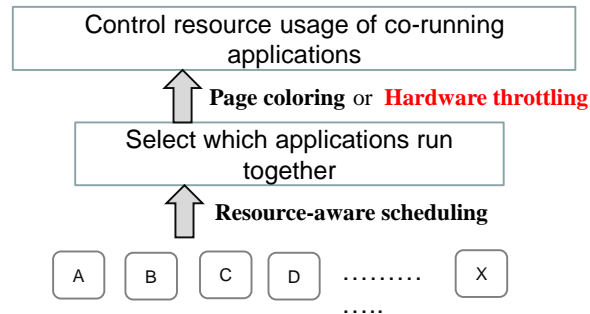 Control resource usage of co-running
applications
Page coloring or Hardware throttling
Select which applications run
together
Resource-aware scheduling
A B C D ......... X
.....